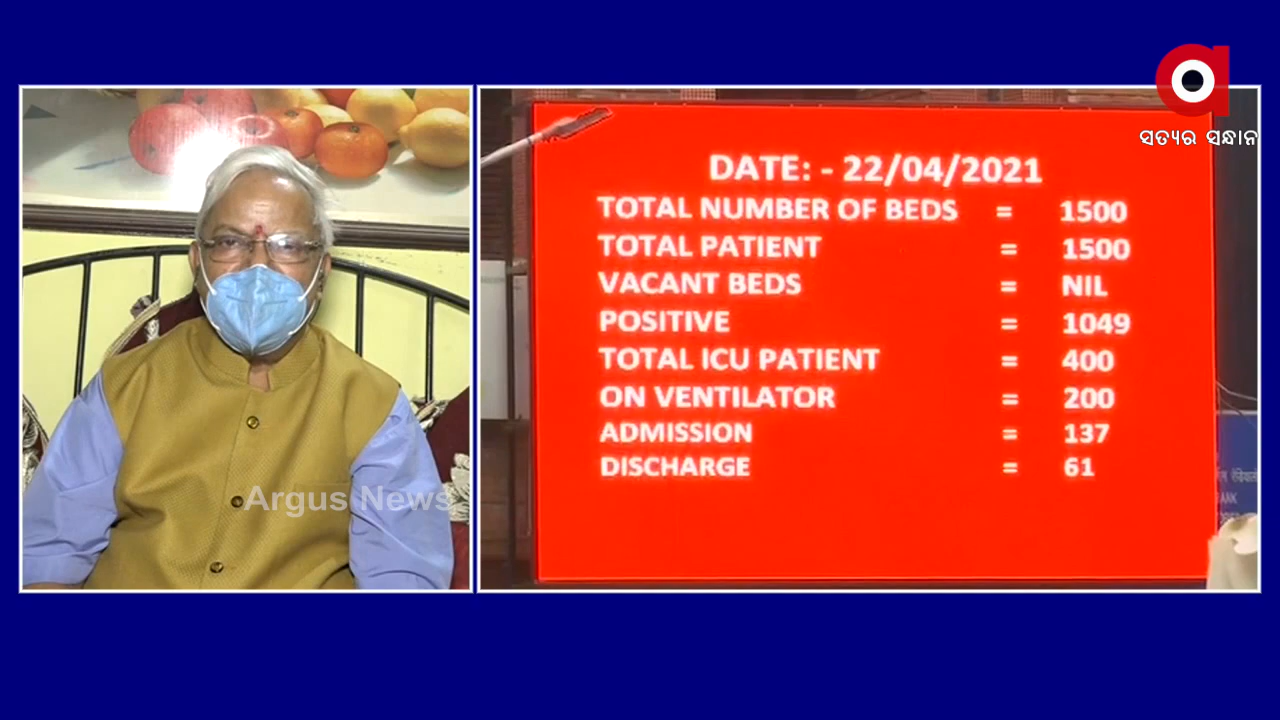 ସତ୍ୟର ସନ୍ଧାନ
DATE: - 22/04/2021
TOTAL NUMBER OF BEDS = 1500
TOTAL PATIENT = 1500
VACANT BEDS = NIL
POSITIVE = 1049
TOTAL ICU PATIENT = 400
ON VENTILATOR = 200
ADMISSION = 137
DISCHARGE = 61
Argus News